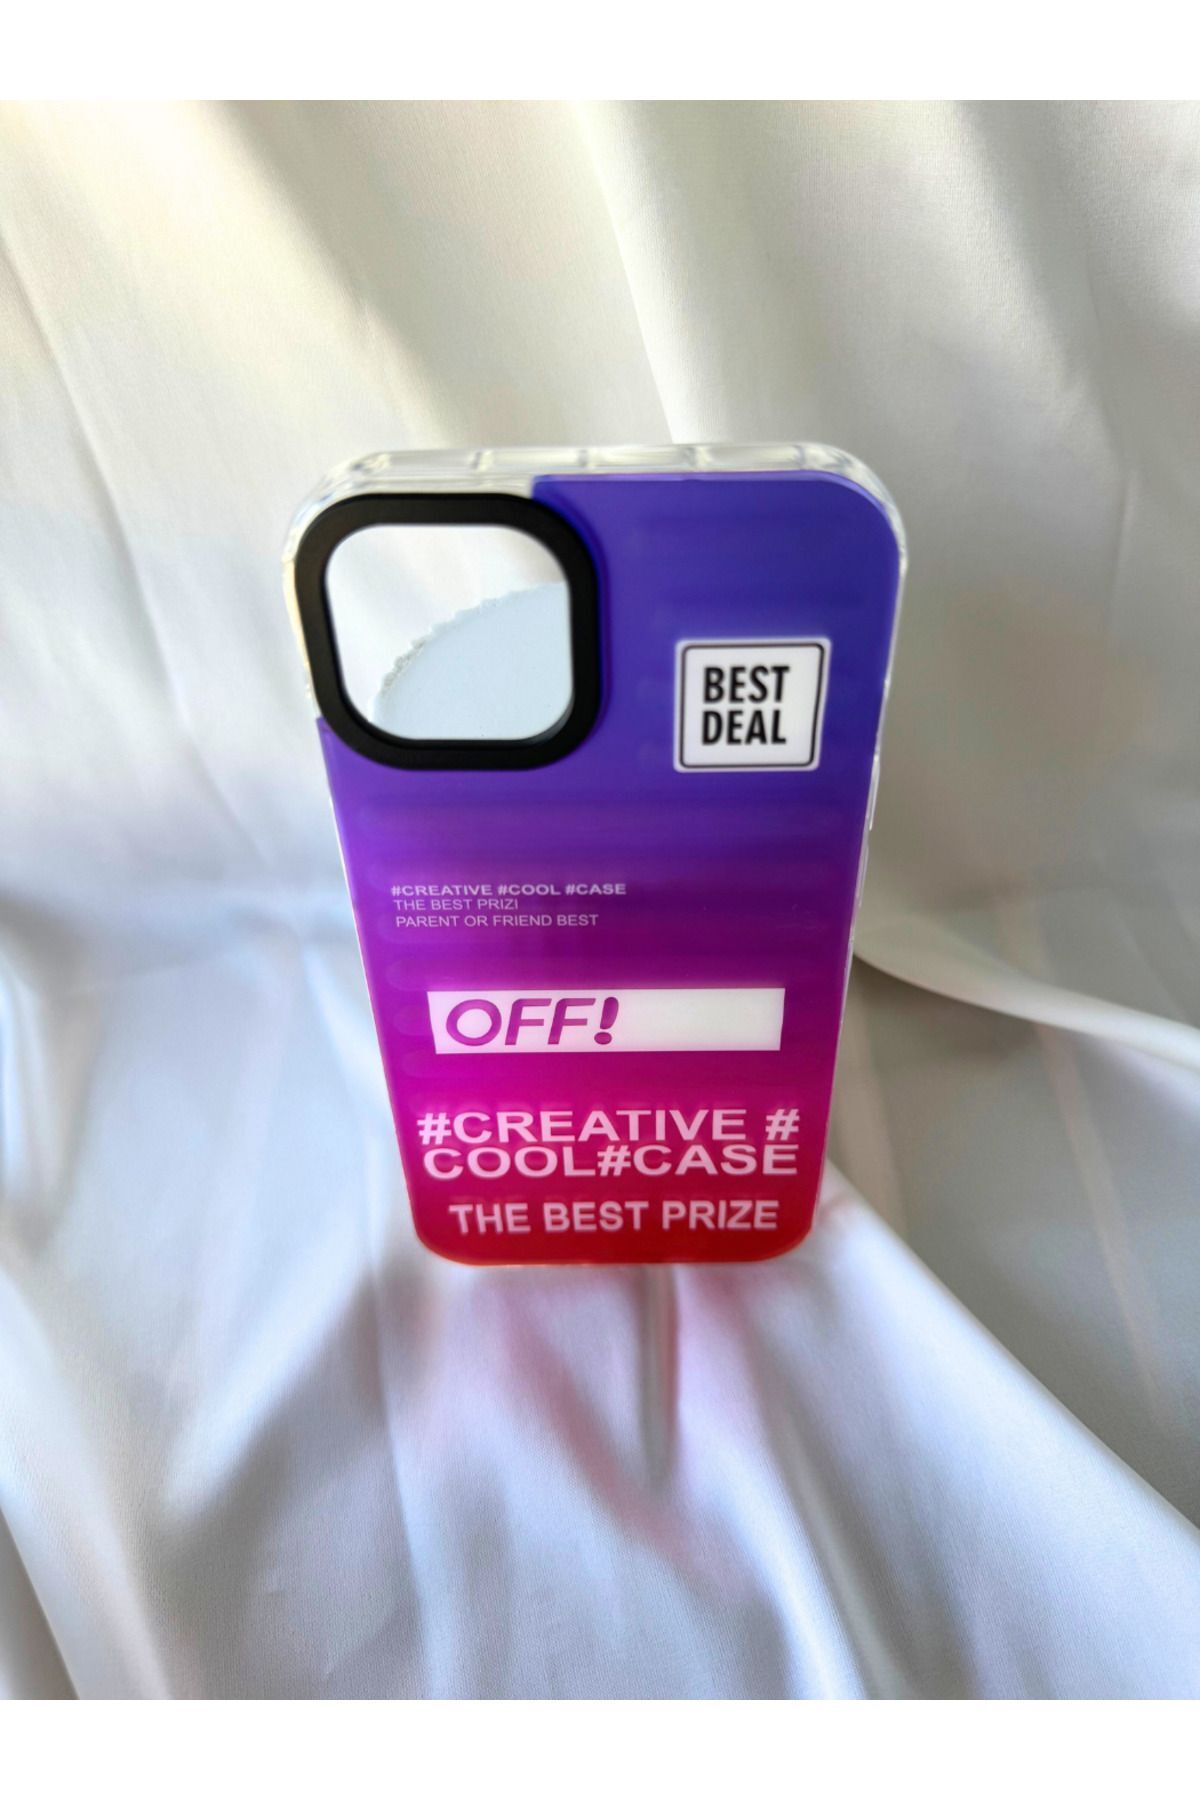 BEST
DEAL
#CREATIVE #COOL #CASE
THE BEST PRIZI
PARENT OR FRIEND BEST
OFF!
#CREATIVE #
COOL#CASE
THE BEST PRIZE